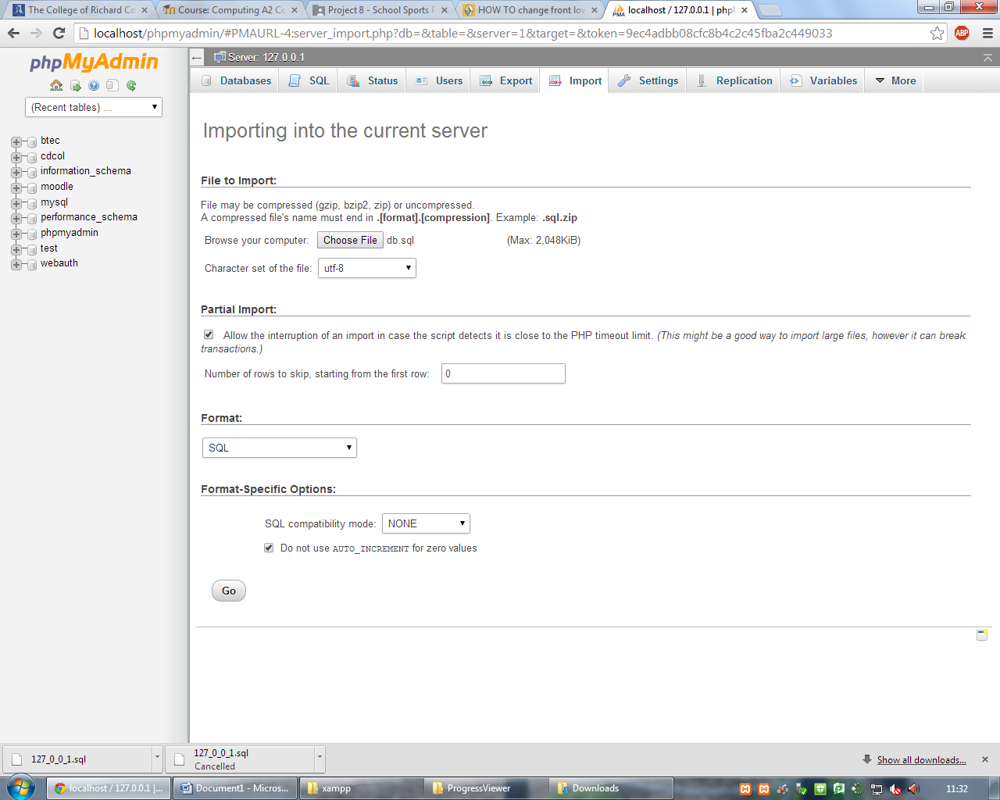 The College of Richard Co
Course: Computing A2 Co
Project 8 - School Sports F
HOW TO change front low
localhost / 127.0.0.1 | phpl
localhost/phpmyadmin/#PMAURL-4:server_import.php?db=&table=&server=1&target=&token=9ec4adbb08cfc8b4c2c45fba2c449033
ABP
phpMyAdmin
(Recent tables) ...
btec
cdcol
information_schema
moodle
mysql
performance_schema
phpmyadmin
test
webauth
Server: 127.0.0.1
Databases
SQL
Status
Users
Export
Import
Settings
Replication
Variables
More
Importing into the current server
File to Import:
File may be compressed (gzip, bzip2, zip) or uncompressed.
A compressed file's name must end in .[format].[compression]. Example: .sql.zip
Browse your computer: Choose File db.sql (Max: 2,048KiB)
Character set of the file: utf-8
Partial Import:
Allow the interruption of an import in case the script detects it is close to the PHP timeout limit. (This might be a good way to import large files, however it can break
transactions.)
Number of rows to skip, starting from the first row: 0
Format:
SQL
Format-Specific Options:
SQL compatibility mode: NONE
Do not use AUTO_INCREMENT for zero values
Go
127_0_0_1.sql
127_0_0_1.sql
Cancelled
Show all downloads...
localhost / 127.0.0.1 |...
Document1 - Micros...
xampp
ProgressViewer
Downloads
11:32